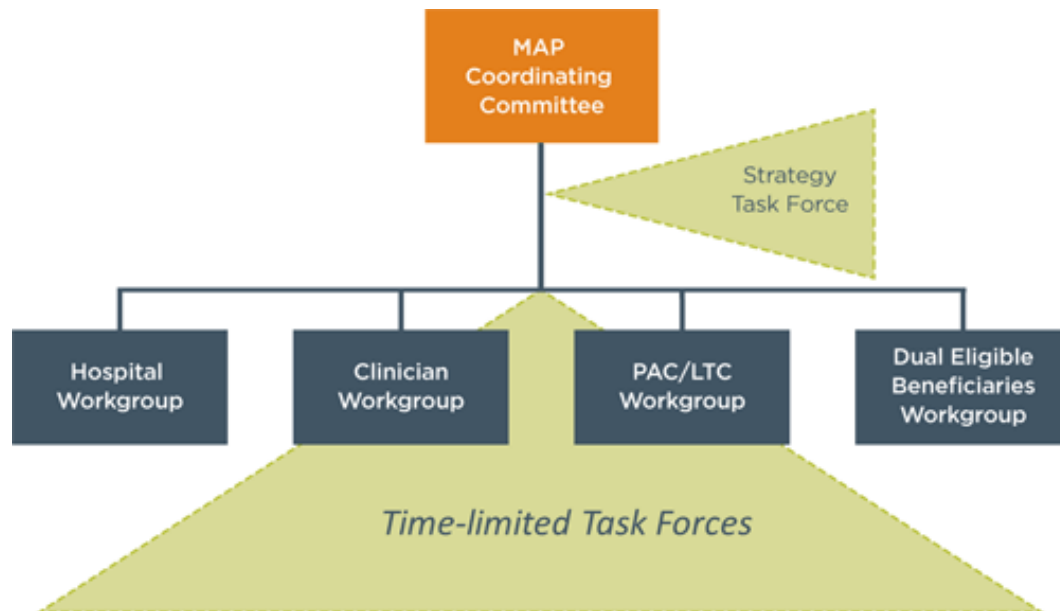 MAP
Coordinating
Committee
Strategy
Task Force
Hospital
Workgroup
Clinician
Workgroup
PAC/LTC
Workgroup
Dual Eligible
Beneficiaries
Workgroup
Time-limited Task Forces